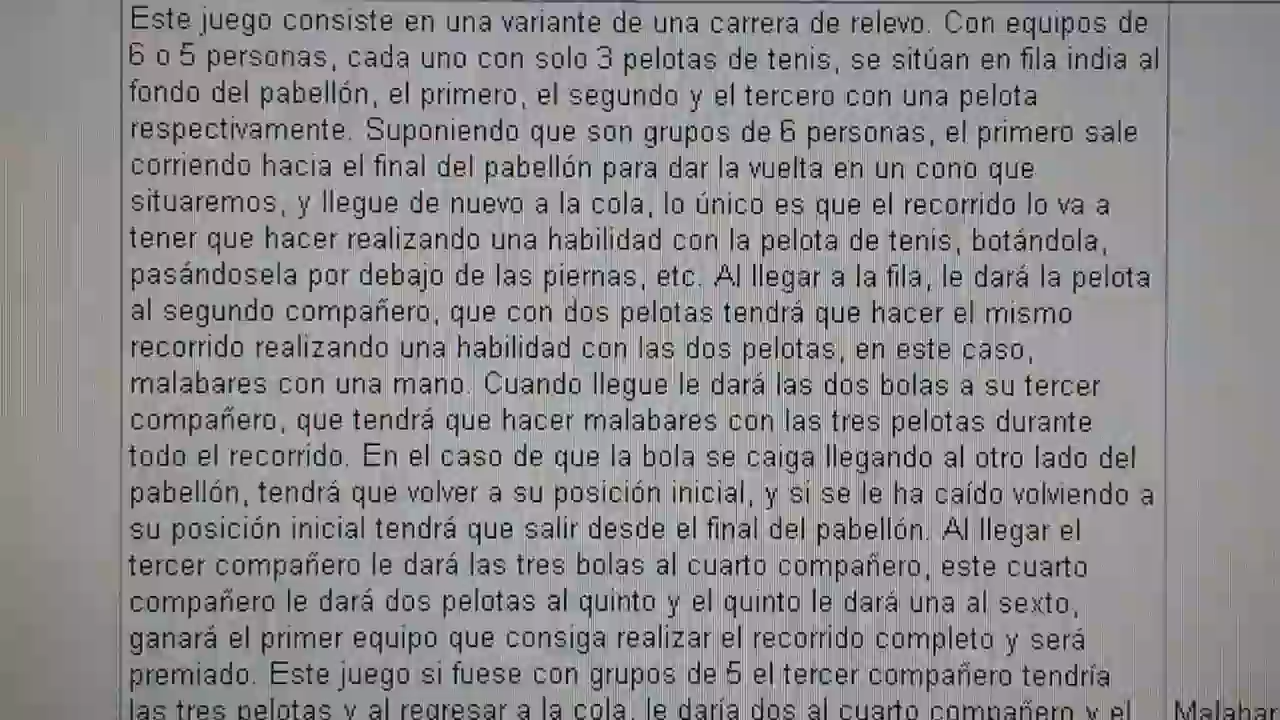 Este juego consiste en una variante de una carrera de relevo. Con equipos de
6 o 5 personas, cada uno con solo 3 pelotas de tenis, se sitúan en fila india al
fondo del pabellón, el primero, el segundo y el tercero con una pelota
respectivamente. Suponiendo que son grupos de 6 personas, el primero sale
corriendo hacia el final del pabellón para dar la vuelta en un cono que
situaremos, y llegue de nuevo a la cola, lo único es que el recorrido lo va a
tener que hacer realizando una habilidad con la pelota de tenis, botándola,
pasándosela por debajo de las piernas, etc. Al llegar a la fila, le dará la pelota
al segundo compañero, que con dos pelotas tendrá que hacer el mismo
recorrido realizando una habilidad con las dos pelotas, en este caso,
malabares con una mano. Cuando llegue le dará las dos bolas a su tercer
compañero, que tendrá que hacer malabares con las tres pelotas durante
todo el recorrido. En el caso de que la bola se caiga llegando al otro lado del
pabellón, tendrá que volver a su posición inicial, y si se le ha caído volviendo a
su posición inicial tendrá que salir desde el final del pabellón. Al llegar el
tercer compañero le dará las tres bolas al cuarto compañero, este cuarto
compañero le dará dos pelotas al quinto y el quinto le dará una al sexto,
ganará el primer equipo que consiga realizar el recorrido completo y será
premiado. Este juego si fuese con grupos de 5 el tercer compañero tendría
las tres pelotas y al regresar a la cola, le daría dos al cuarto compañero y el
Malabar